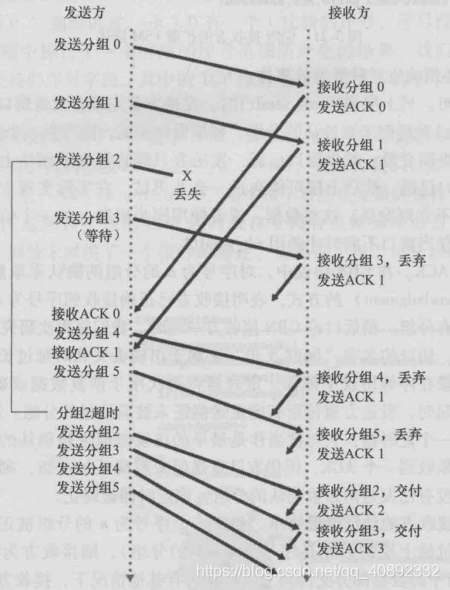 发送方
发送分组 0
发送分组 1
发送分组 2
X
丢失
发送分组 3
（等待）
接收ACK 0
发送分组 4
接收ACK 1
发送分组 5
分组2超时
发送分组2
发送分组3
发送分组4
发送分组5
接收方
接收分组 0
发送ACK 0
接收分组 1
发送ACK 1
接收分组 3，丢弃
发送ACK 1
接收分组 4，丢弃
发送ACK 1
接收分组5，丢弃
发送ACK 1
接收分组2，交付
发送ACK 2
接收分组3，交付
发送ACK 3
https://blog.csdn.net/qq_40892332